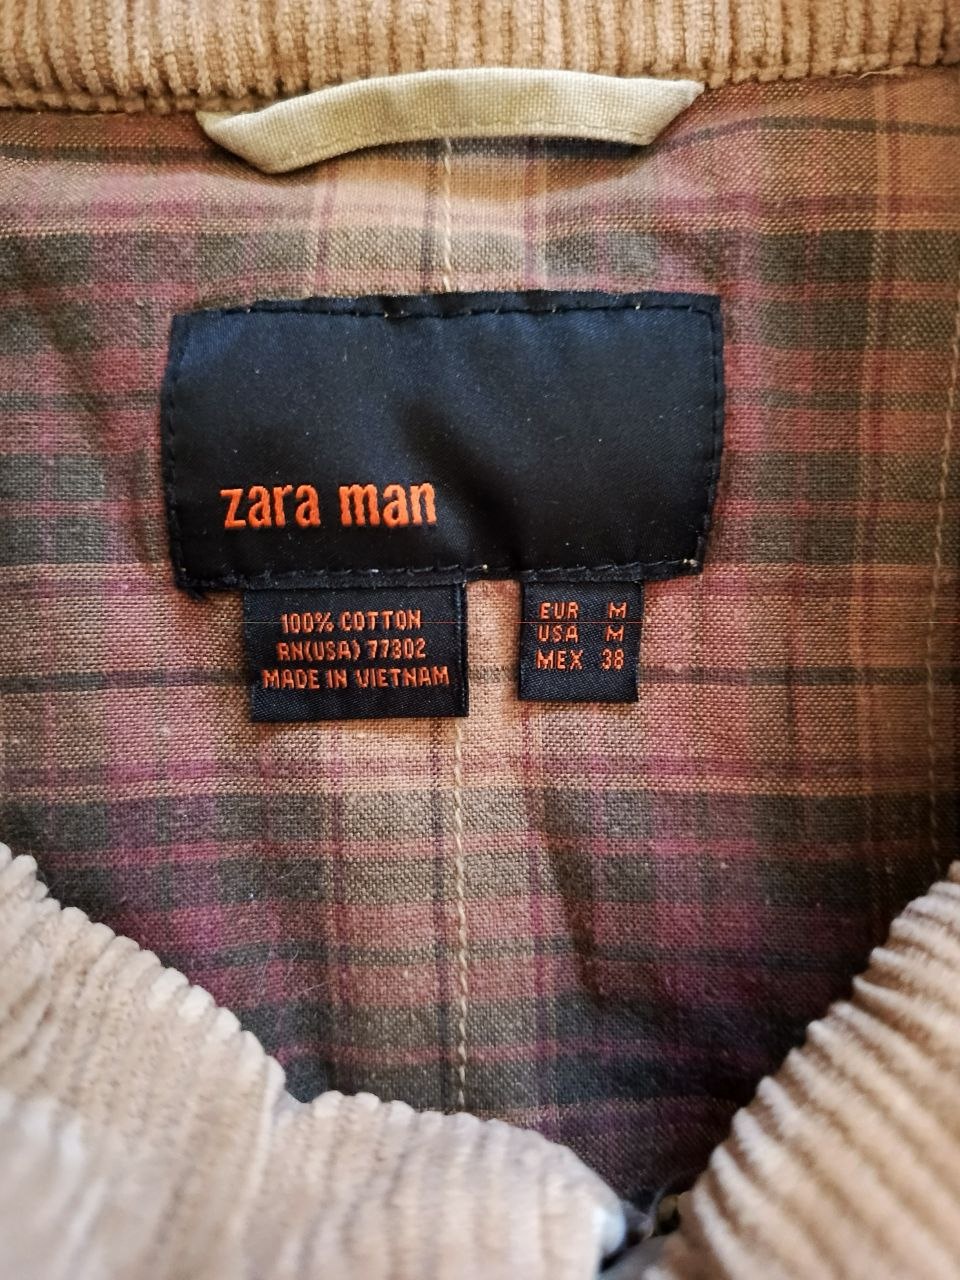 zara man
100% COTTON
RN(USA) 77302
MADE IN VIETNAM
EUR M
USA M
MEX 38